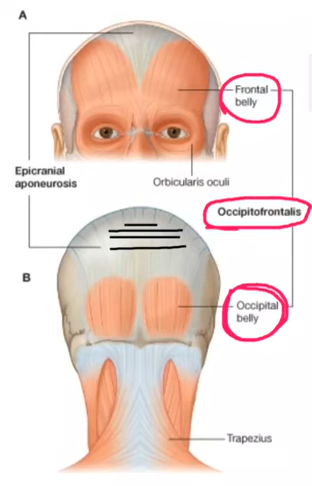 A
Frontal
belly
Epicranial
aponeurosis
Orbicularis oculi
Occipitofrontalis
B
Occipital
belly
Trapezius